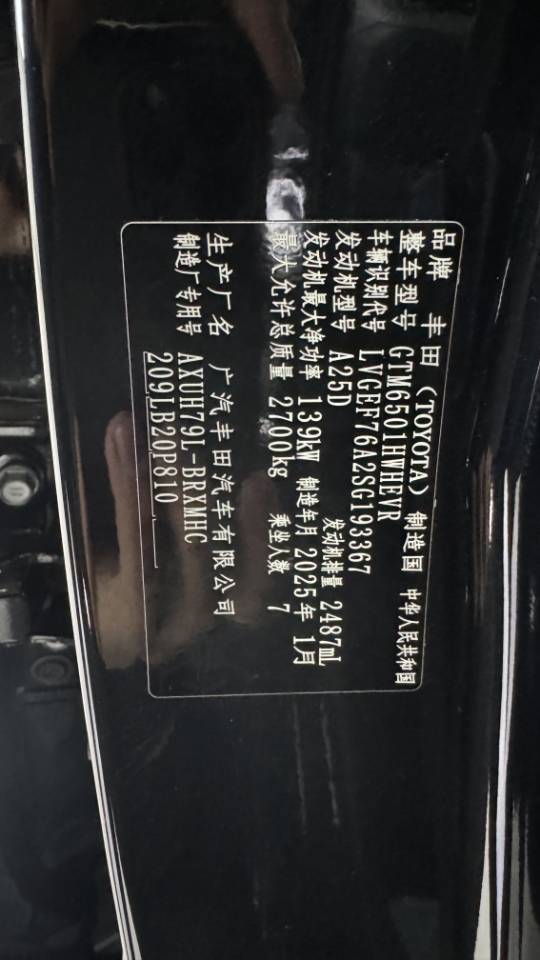 品牌 丰田（TOYOTA） 制造国 中华人民共和国
整车型号 GTM6501HWHEVR
车辆识别代号 LVGEF76A2SG193367
发动机型号 A25D 发动机排量 2487mL
发动机最大净功率 139kW 制造年月 2025年 1月
最大允许总质量 2700kg 乘坐人数 7
生产厂名 广汽丰田汽车有限公司
制造厂专用号 AXUH79L-BRXMHC
209LB20P810